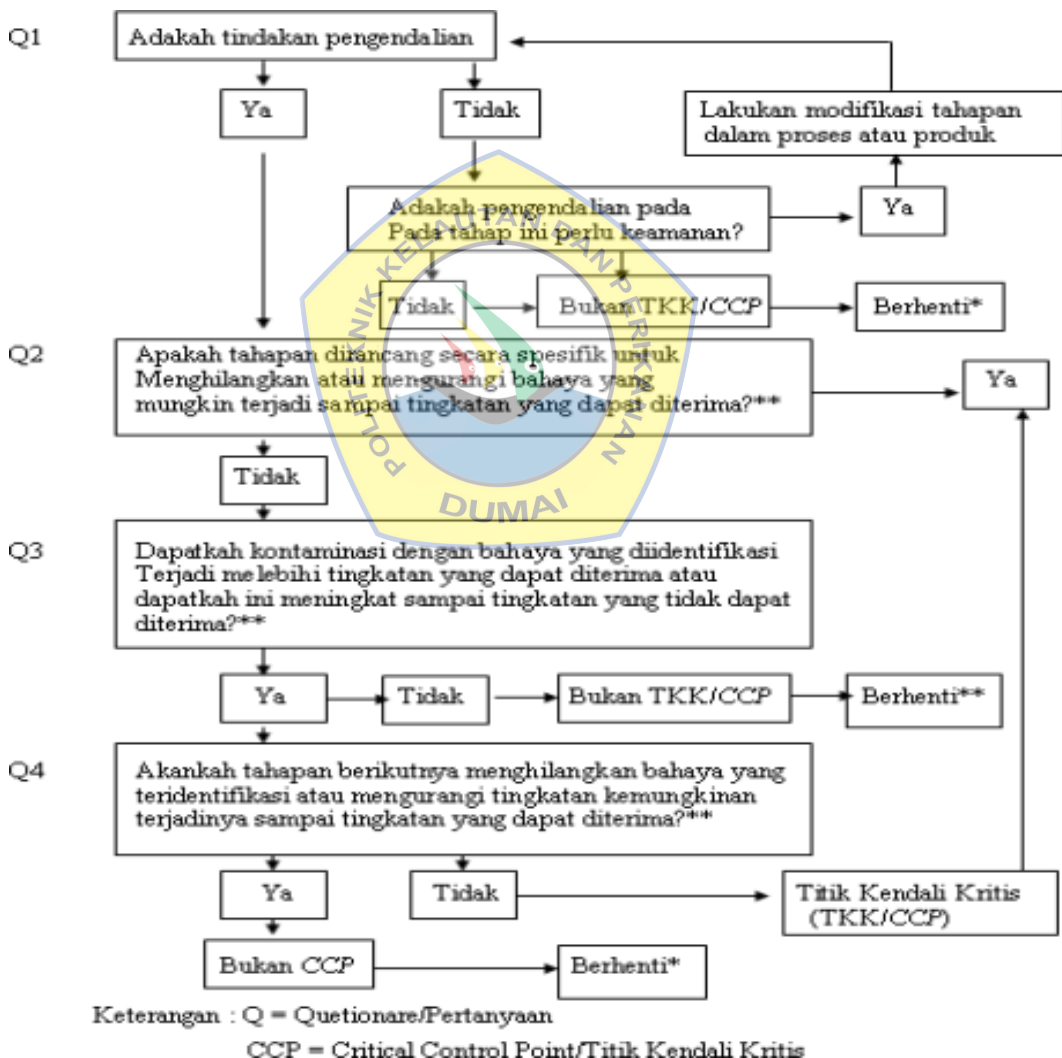 Q1
Adakah tindakan pengendalian
Ya
Tidak
Lakukan modifikasi tahapan
dalam proses atau produk
Adakah pengendalian pada
Pada tahap ini perlu keamanan?
Ya
Tidak
Bukan TKK/CCP
Berhenti*
Q2
Apakah tahapan dirancang secara spesifik untuk
Menghilangkan atau mengurangi bahaya yang
mungkin terjadi sampai tingkatan yang dapat diterima?**
Ya
Tidak
POLITEKNIK KELAUTAN DAN PERIKANAN
DUMAI
Q3
Dapatkah kontaminasi dengan bahaya yang diidentifikasi
Terjadi melebihi tingkatan yang dapat diterima atau
dapatkah ini meningkat sampai tingkatan yang tidak dapat
diterima?**
Ya
Tidak
Bukan TKK/CCP
Berhenti**
Q4
Akankah tahapan berikutnya menghilangkan bahaya yang
teridentifikasi atau mengurangi tingkatan kemungkinan
terjadinya sampai tingkatan yang dapat diterima?**
Ya
Tidak
Titik Kendali Kritis
(TKK/CCP)
Bukan CCP
Berhenti*
Keterangan : Q = Quetionare/Pertanyaan
CCP = Critical Control Point/Titik Kendali Kritis